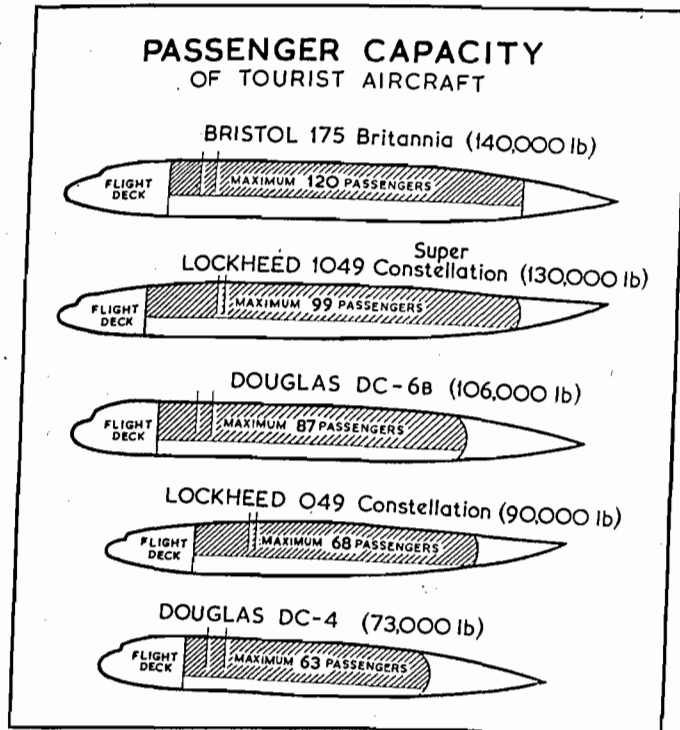 PASSENGER CAPACITY
OF TOURIST AIRCRAFT
BRISTOL 175 Britannia (140,000 lb)
FLIGHT
DECK
MAXIMUM 120 PASSENGERS
Super
LOCKHEED 1049 Constellation (130,000 lb)
FLIGHT
DECK
MAXIMUM 99 PASSENGERS
DOUGLAS DC-6B (106,000 lb)
FLIGHT
DECK
MAXIMUM 87 PASSENGERS
LOCKHEED 049 Constellation (90,000 lb)
FLIGHT
DECK
MAXIMUM 68 PASSENGERS
DOUGLAS DC-4 (73,000 lb)
FLIGHT
DECK
MAXIMUM 63 PASSENGERS